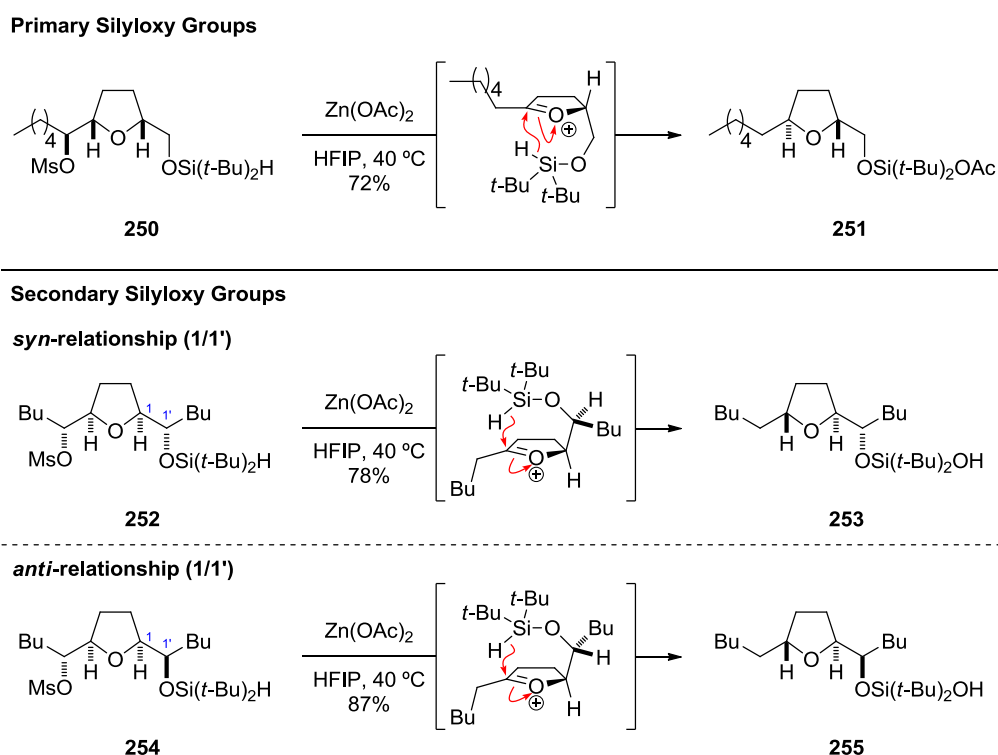 Primary Silyloxy Groups
( )4
MsO
H
O
H
OSi(t-Bu)2H
250
Zn(OAc)2
HFIP, 40 ºC
72%
( )4
H
O
⊕
H
Si
O
t-Bu
t-Bu
( )4
H
O
H
OSi(t-Bu)2OAc
251
Secondary Silyloxy Groups
syn-relationship (1/1')
Bu
MsO
H
O
H
1
1'
Bu
OSi(t-Bu)2H
252
Zn(OAc)2
HFIP, 40 ºC
78%
t-Bu
t-Bu
Si
O
H
H
Bu
O
⊕
H
Bu
Bu
H
O
H
Bu
OSi(t-Bu)2OH
253
anti-relationship (1/1')
Bu
MsO
H
O
H
1
1'
Bu
OSi(t-Bu)2H
254
Zn(OAc)2
HFIP, 40 ºC
87%
t-Bu
t-Bu
Si
O
Bu
H
H
O
⊕
H
Bu
Bu
H
O
H
Bu
OSi(t-Bu)2OH
255